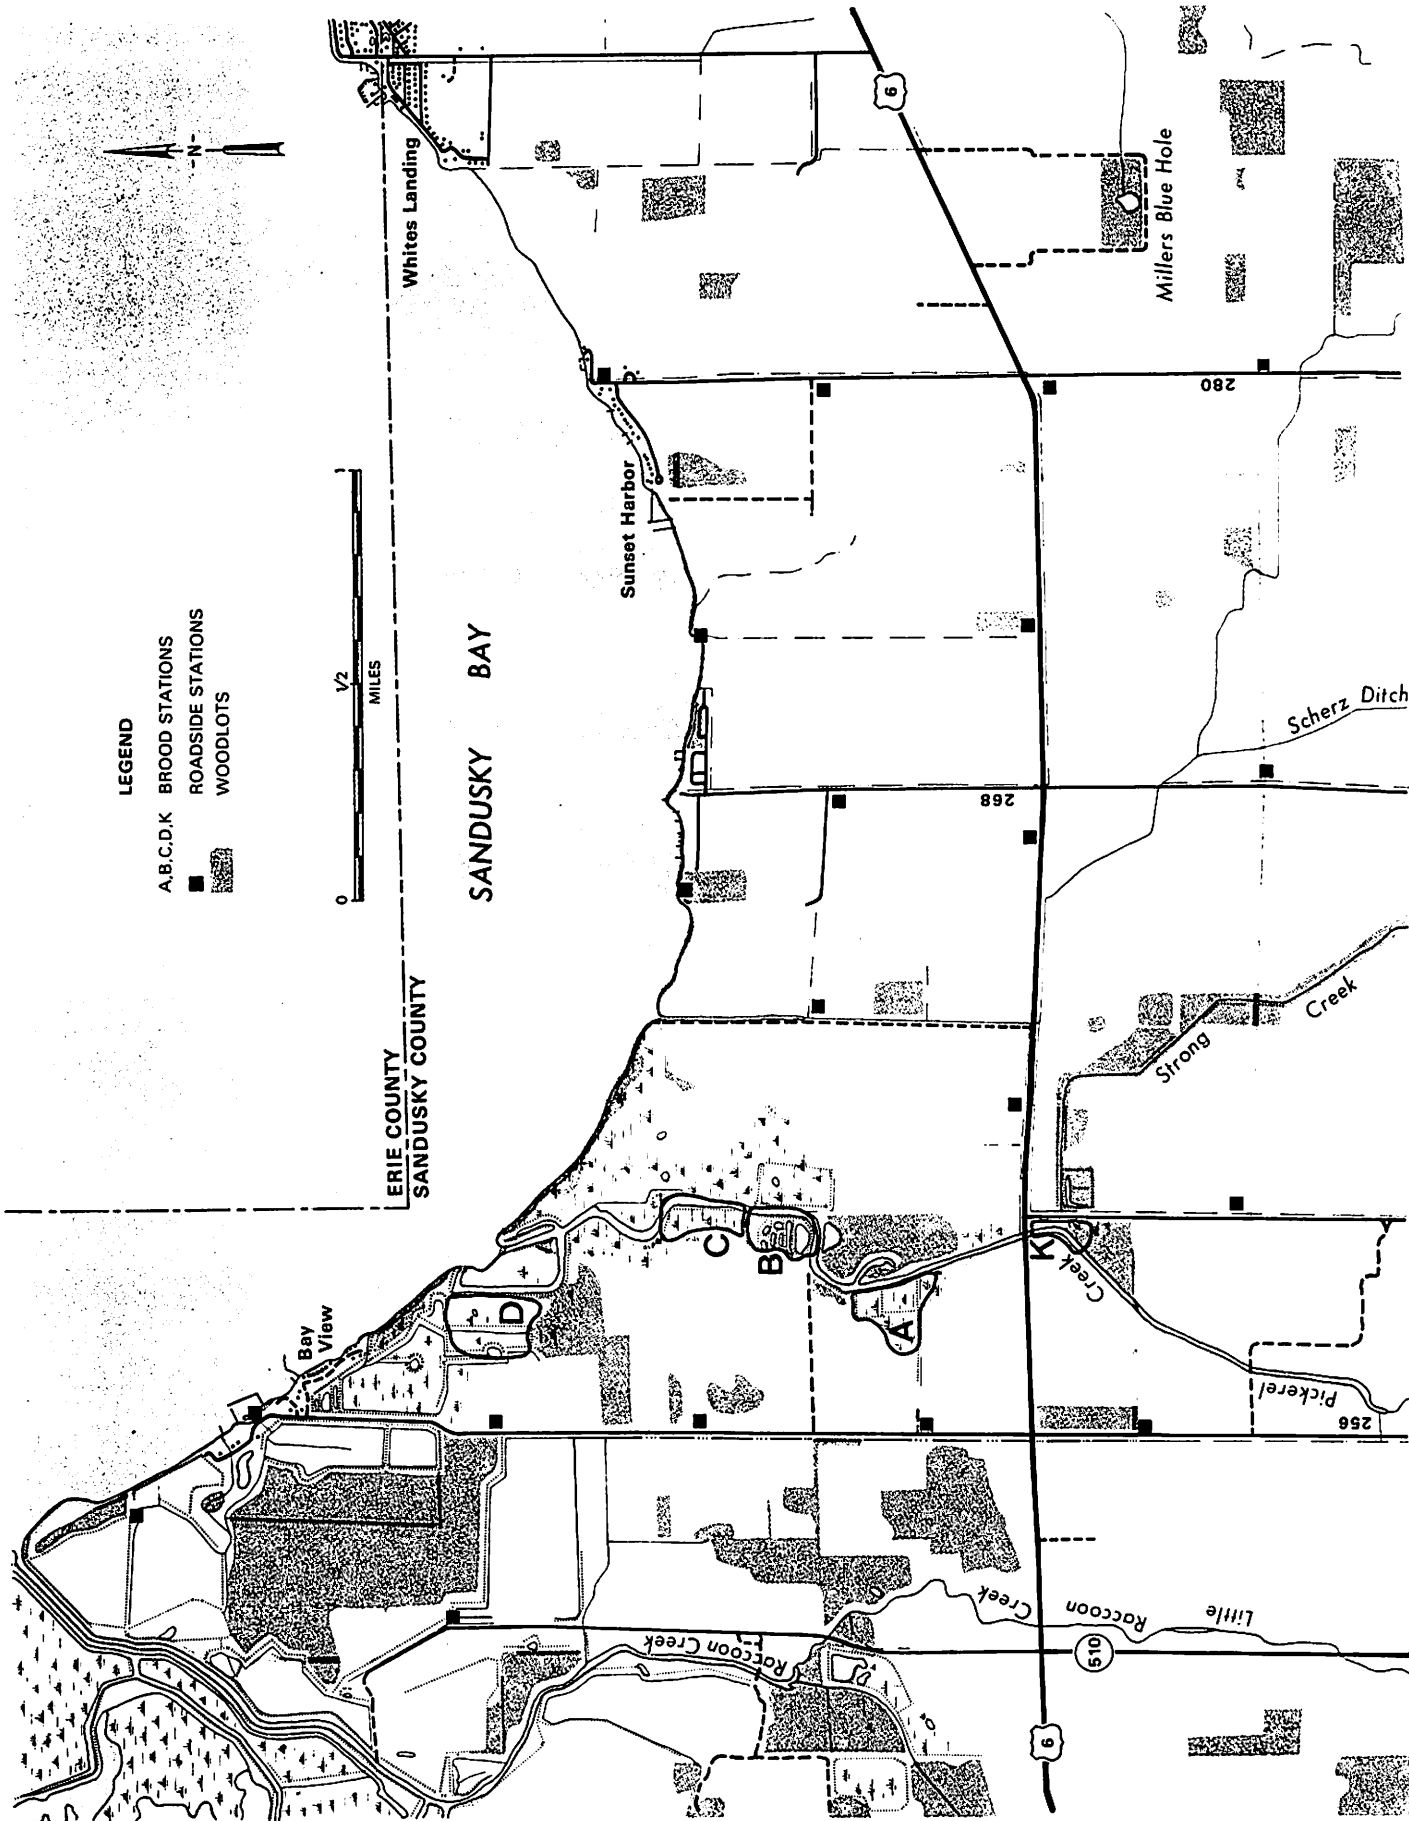 LEGEND
A,B,C,D,K BROOD STATIONS
ROADSIDE STATIONS
WOODLOTS
0 1/2 1
MILES
-N-
ERIE COUNTY
SANDUSKY COUNTY
SANDUSKY BAY
Whites Landing
Sunset Harbor
Bay
View
D
C
B
A
K
6
Millers Blue Hole
280
268
Scherz Ditch
Strong Creek
Creek
Pickerel
256
Raccoon Creek
Little Raccoon Creek
510
6